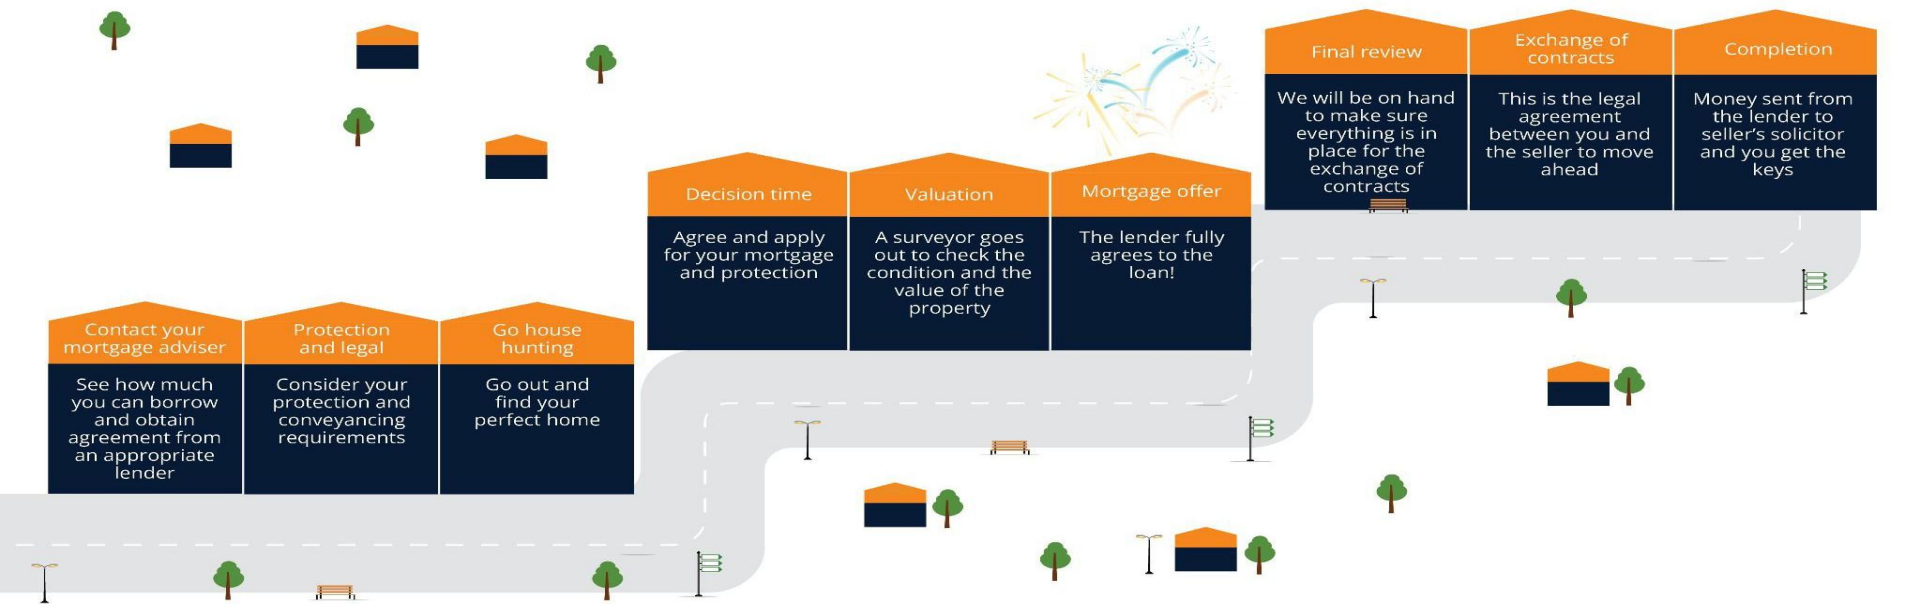 Contact your
mortgage adviser
See how much
you can borrow
and obtain
agreement from
an appropriate
lender
Protection
and legal
Consider your
protection and
conveyancing
requirements
Go house
hunting
Go out and
find your
perfect home
Decision time
Agree and apply
for your mortgage
and protection
Valuation
A surveyor goes
out to check the
condition and the
value of the
property
Mortgage offer
The lender fully
agrees to the
loan!
Final review
We will be on hand
to make sure
everything is in
place for the
exchange of
contracts
Exchange of
contracts
This is the legal
agreement
between you and
the seller to move
ahead
Completion
Money sent from
the lender to
seller's solicitor
and you get the
keys